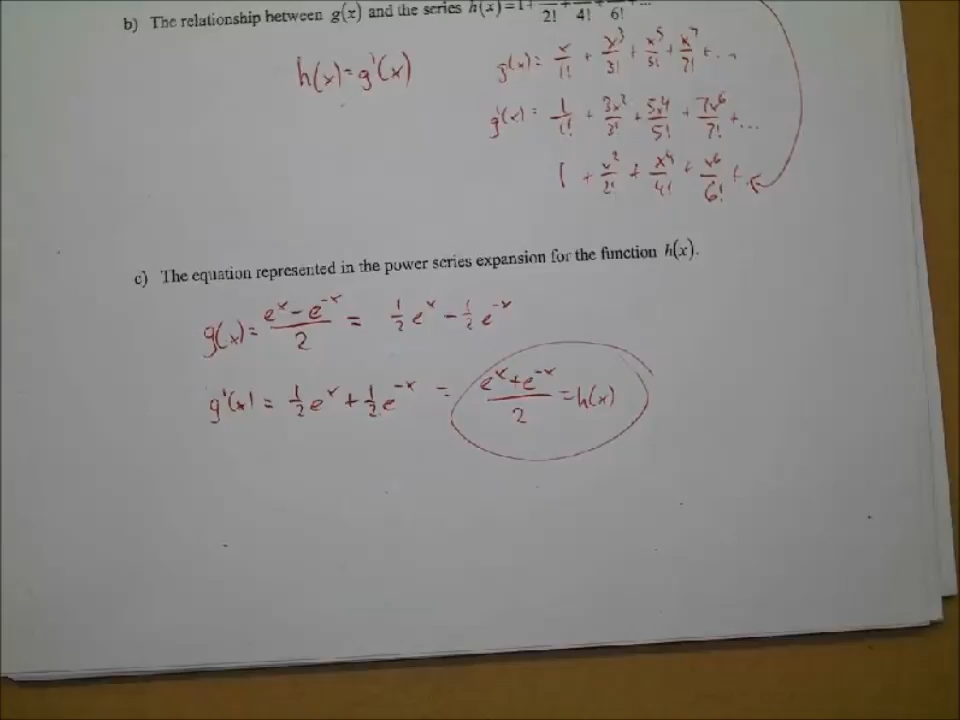 b) The relationship between g(x) and the series h(x)=1+ /2! + /4! + /6! + ...
h(x)=g'(x)
g(x)= x/1! + x³/3! + x⁵/5! + x⁷/7! + ...
g'(x)= 1/1! + 3x²/3! + 5x⁴/5! + 7x⁶/7! + ...
1 + x²/2! + x⁴/4! + x⁶/6! + ...
c) The equation represented in the power series expansion for the function h(x).
g(x)= (eˣ-e⁻ˣ)/2 = ½eˣ - ½e⁻ˣ
g'(x) = ½eˣ + ½e⁻ˣ = (eˣ+e⁻ˣ)/2 = h(x)